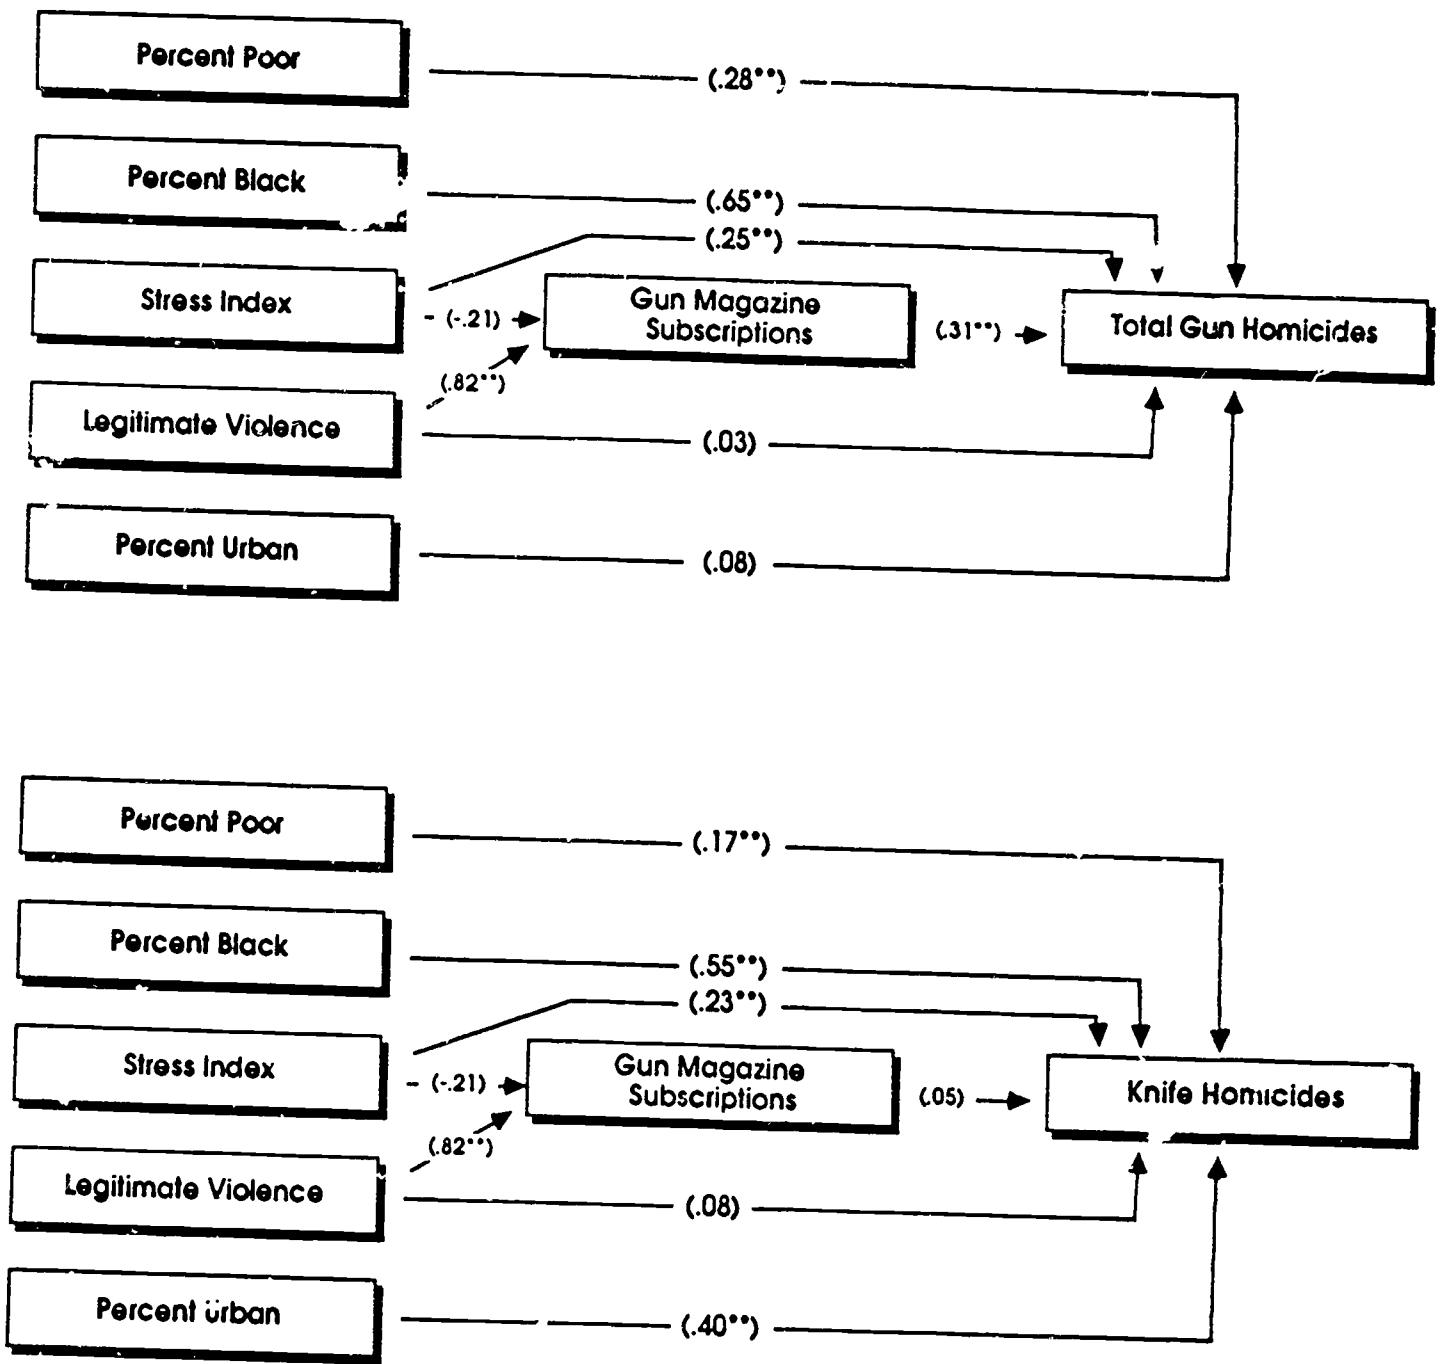 Percent Poor
(.28**)
Percent Black
(.65**)
(.25**)
Stress Index
(-.21)
Gun Magazine
Subscriptions
(.31**)
Total Gun Homicides
(.82**)
Legitimate Violence
(.03)
Percent Urban
(.08)
Percent Poor
(.17**)
Percent Black
(.55**)
(.23**)
Stress Index
(-.21)
Gun Magazine
Subscriptions
(.05)
Knife Homicides
(.82**)
Legitimate Violence
(.08)
Percent Urban
(.40**)